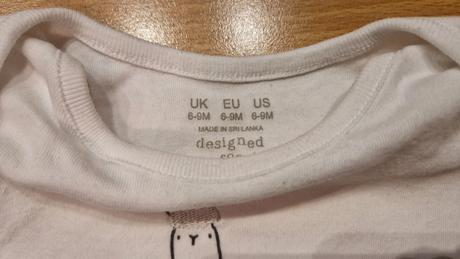 UK EU US
6-9M 6-9M 6-9M
MADE IN SRI LANKA
designed